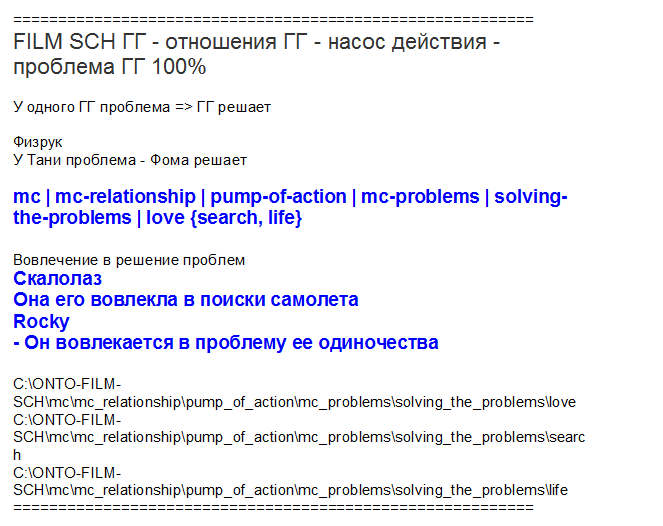 ==========================================================
FILM SCH ГГ - отношения ГГ - насос действия -
проблема ГГ 100%
У одного ГГ проблема => ГГ решает
Физрук
У Тани проблема - Фома решает
mc | mc-relationship | pump-of-action | mc-problems | solving-
the-problems | love {search, life}
Вовлечение в решение проблем
Скалолаз
Она его вовлекла в поиски самолета
Rocky
- Он вовлекается в проблему ее одиночества
C:\ONTO-FILM-
SCH\mc\mc_relationship\pump_of_action\mc_problems\solving_the_problems\love
C:\ONTO-FILM-
SCH\mc\mc_relationship\pump_of_action\mc_problems\solving_the_problems\searc
h
C:\ONTO-FILM-
SCH\mc\mc_relationship\pump_of_action\mc_problems\solving_the_problems\life
==========================================================